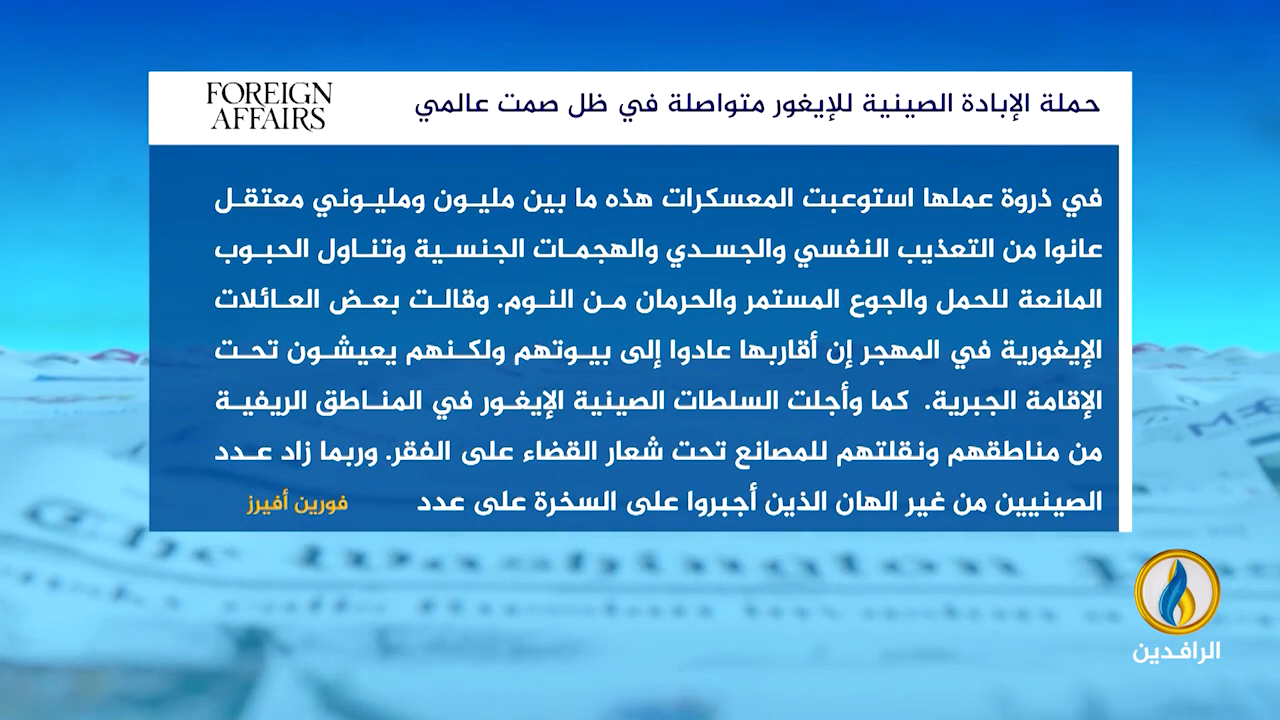 FOREIGN
AFFAIRS
حملة الإبادة الصينية للإيغور متواصلة في ظل صمت عالمي
في ذروة عملها استوعبت المعسكرات هذه ما بين مليون ومليوني معتقل
عانوا من التعذيب النفسي والجسدي والهجمات الجنسية وتناول الحبوب
المانعة للحمل والجوع المستمر والحرمان من النوم. وقالت بعض العائلات
الإيغورية في المهجر إن أقاربها عادوا إلى بيوتهم ولكنهم يعيشون تحت
الإقامة الجبرية. كما وأجلت السلطات الصينية الإيغور في المناطق الريفية
من مناطقهم ونقلتهم للمصانع تحت شعار القضاء على الفقر. وربما زاد عدد
الصينيين من غير الهان الذين أجبروا على السخرة على عدد
فورين أفيرز
الرافدين